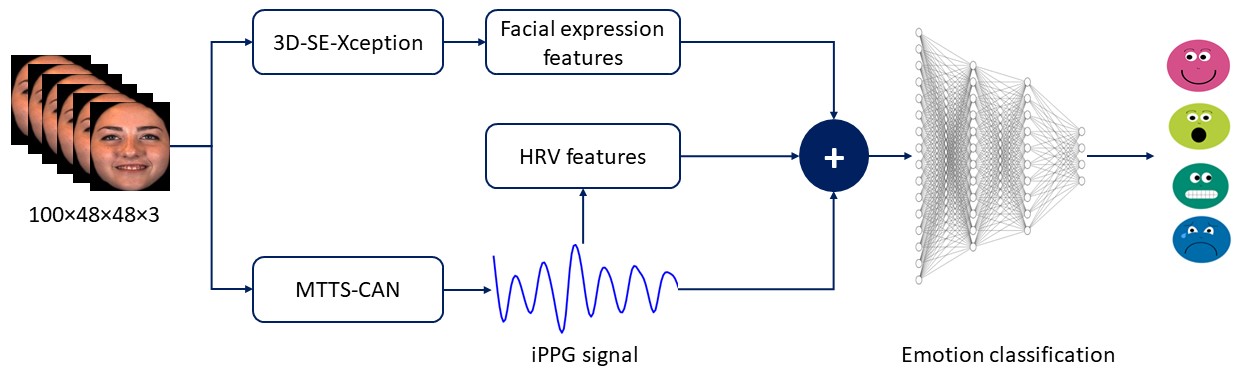 3D-SE-Xception
Facial expression
features
HRV features
+
100×48×48×3
MTTS-CAN
iPPG signal
Emotion classification